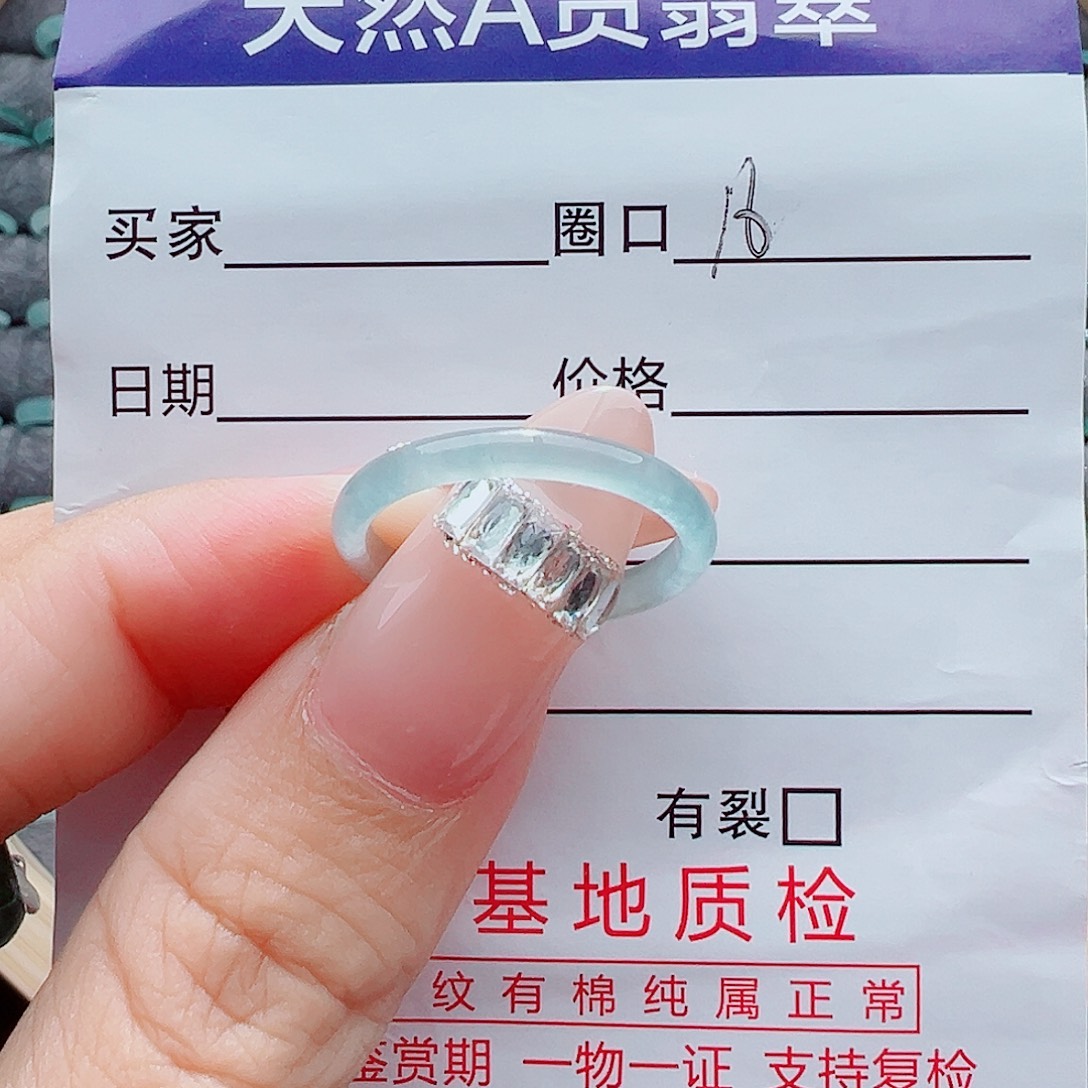 天然A货翡翠
买家 圈口
日期 价格
有裂□
基地质检
纹有棉纯属正常
鉴赏期 一物一证 支持复检